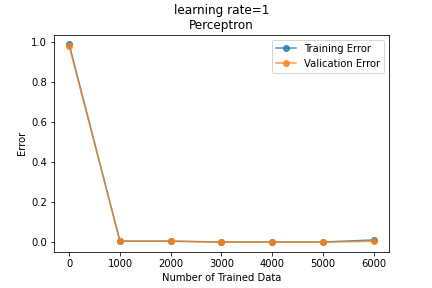 learning rate=1
Perceptron
Training Error
Valication Error
1.0
0.8
0.6
0.4
0.2
0.0
Error
0 1000 2000 3000 4000 5000 6000
Number of Trained Data